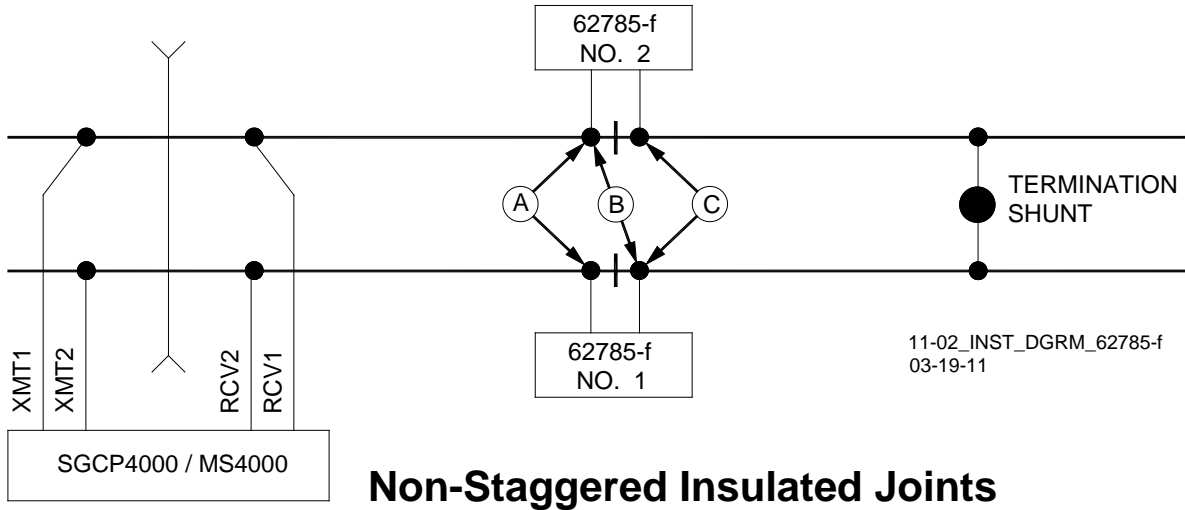 62785-f
NO. 2
A
B
C
TERMINATION
SHUNT
XMT1
XMT2
RCV2
RCV1
62785-f
NO. 1
11-02_INST_DGRM_62785-f
03-19-11
SGCP4000 / MS4000
Non-Staggered Insulated Joints